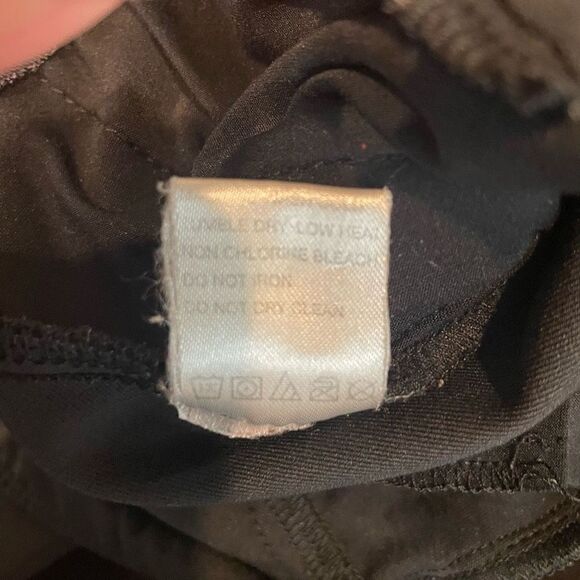 TUMBLE DRY-LOW HEAT
NON CHLORINE BLEACH
DO NOT IRON
DO NOT DRY CLEAN